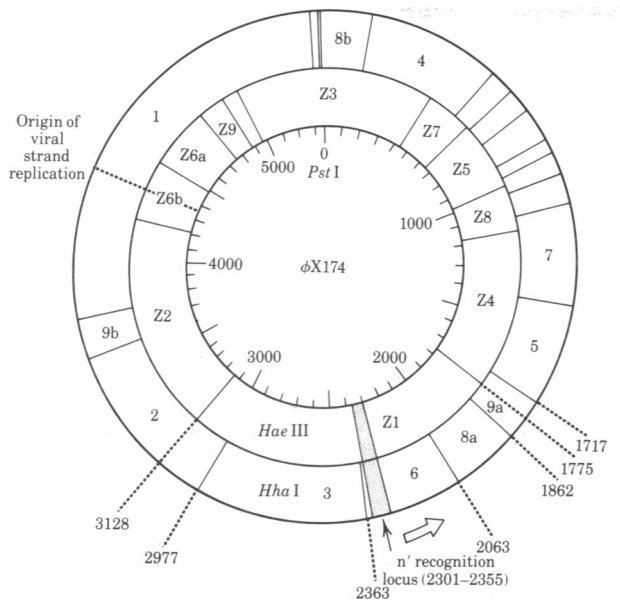 8b
4
1
Z3
Origin of
viral
strand
replication
Z9
Z7
Z6a
0
5000
Pst I
Z5
Z6b
1000
Z8
7
4000
φX174
Z2
Z4
9b
5
3000
2000
9a
Z1
2
Hae III
8a
1717
6
1775
Hha I 3
1862
3128
2977
2063
n′ recognition
locus (2301–2355)
2363